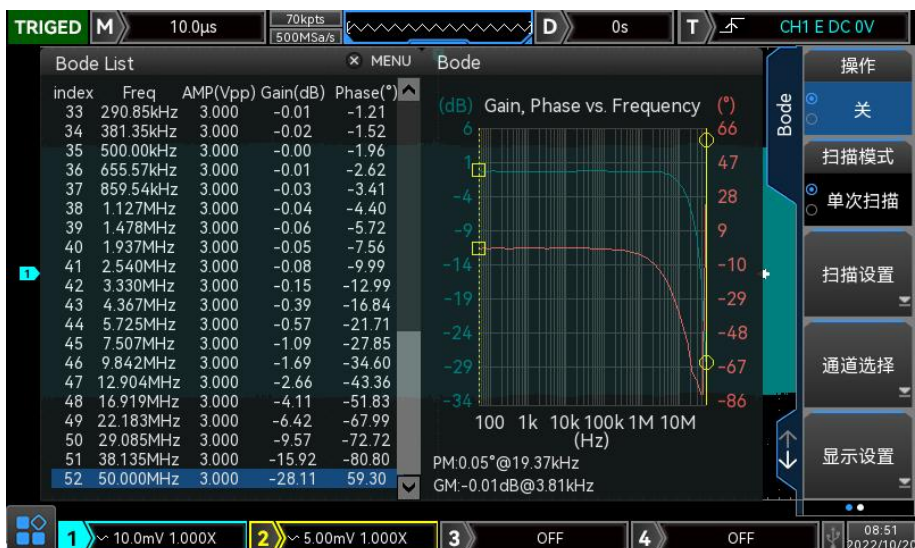 TRIGED M 10.0μs 70kpts 500MSa/s D 0s T CH1 E DC 0V
Bode List × MENU
index Freq AMP(Vpp) Gain(dB) Phase(°)
33 290.85kHz 3.000 -0.01 -1.21
34 381.35kHz 3.000 -0.02 -1.52
35 500.00kHz 3.000 -0.00 -1.96
36 655.57kHz 3.000 -0.01 -2.62
37 859.54kHz 3.000 -0.03 -3.41
38 1.127MHz 3.000 -0.04 -4.40
39 1.478MHz 3.000 -0.06 -5.72
40 1.937MHz 3.000 -0.05 -7.56
41 2.540MHz 3.000 -0.08 -9.99
42 3.330MHz 3.000 -0.15 -12.99
43 4.367MHz 3.000 -0.39 -16.84
44 5.725MHz 3.000 -0.57 -21.71
45 7.507MHz 3.000 -1.09 -27.85
46 9.842MHz 3.000 -1.69 -34.60
47 12.904MHz 3.000 -2.66 -43.36
48 16.919MHz 3.000 -4.11 -51.83
49 22.183MHz 3.000 -6.42 -67.99
50 29.085MHz 3.000 -9.57 -72.72
51 38.135MHz 3.000 -15.92 -80.80
52 50.000MHz 3.000 -28.11 59.30
Bode
(dB) Gain, Phase vs. Frequency (°)
6 66
1 47
-4 28
-9 9
-14 -10
-19 -29
-24 -48
-29 -67
-34 -86
100 1k 10k 100k 1M 10M
(Hz)
PM:0.05°@19.37kHz
GM:-0.01dB@3.81kHz
1
Bode
操作
关
扫描模式
单次扫描
扫描设置
通道选择
显示设置
1 10.0mV 1.000X 2 5.00mV 1.000X 3 OFF 4 OFF
08:51
2022/10/20